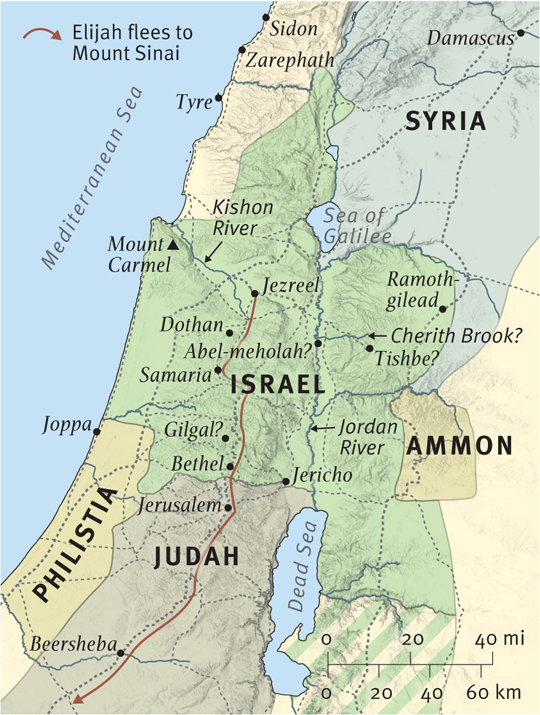 Elijah flees to
Mount Sinai
Sidon
Zarephath
Damascus
Tyre
SYRIA
Mediterranean Sea
Kishon
River
Sea of
Galilee
Mount
Carmel
Jezreel
Ramoth-
gilead
Dothan
Cherith Brook?
Abel-meholah?
Tishbe?
Samaria
ISRAEL
Joppa
Gilgal?
Jordan
River
AMMON
Bethel
Jericho
Jerusalem
PHILISTIA
JUDAH
Dead Sea
Beersheba
0 20 40 mi
0 20 40 60 km